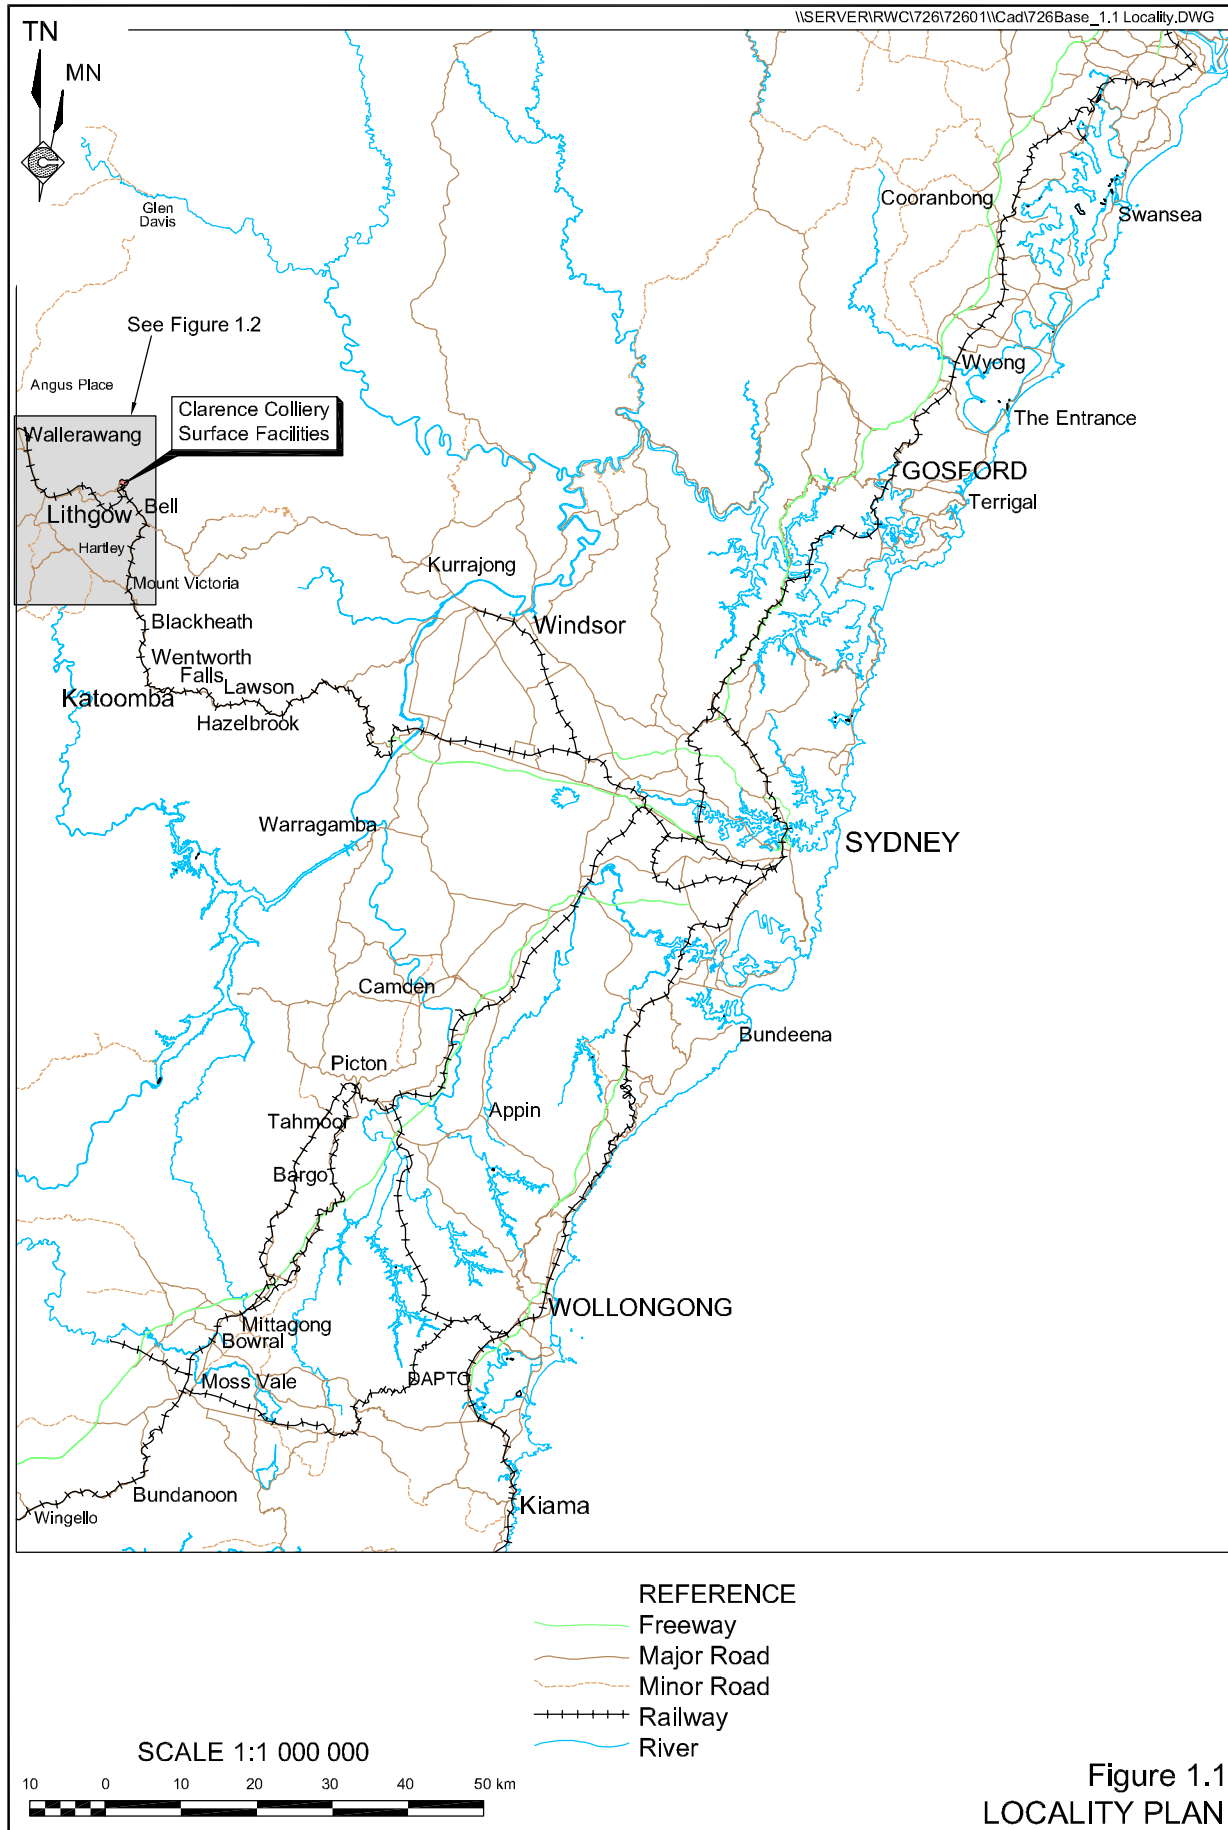 \\SERVER\RWC\726\72601\\Cad\726Base_1.1 Locality.DWG
TN
MN
Glen
Davis
Cooranbong
Swansea
See Figure 1.2
Angus Place
Wyong
Clarence Colliery
Surface Facilities
The Entrance
Wallerawang
GOSFORD
Terrigal
Bell
Lithgow
Hartley
Kurrajong
Mount Victoria
Blackheath
Windsor
Wentworth
Falls
Lawson
Katoomba
Hazelbrook
Warragamba
SYDNEY
Camden
Bundeena
Picton
Appin
Tahmoor
Bargo
WOLLONGONG
Mittagong
Bowral
DAPTO
Moss Vale
Bundanoon
Kiama
Wingello
REFERENCE
Freeway
Major Road
Minor Road
Railway
River
SCALE 1:1 000 000
10 0 10 20 30 40 50 km
Figure 1.1
LOCALITY PLAN